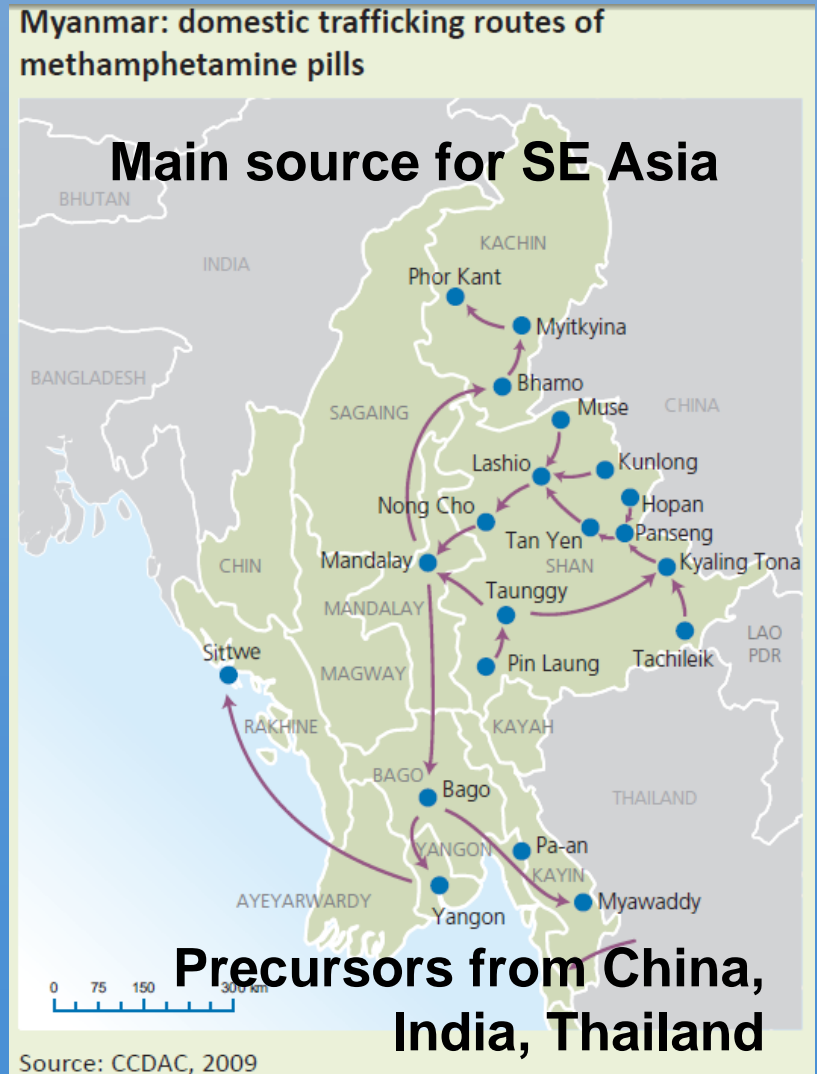 Myanmar: domestic trafficking routes of
methamphetamine pills
Main source for SE Asia
BHUTAN
KACHIN
INDIA
Phor Kant
Myitkyina
BANGLADESH
Bhamo
CHINA
Muse
SAGAING
Lashio
Kunlong
Hopan
Nong Cho
Tan Yen
Panseng
Mandalay
CHIN
SHAN
Kyaling Tona
Taunggy
MANDALAY
LAO
PDR
Sittwe
MAGWAY
Pin Laung
Tachileik
RAKHINE
KAYAH
BAGO
Bago
THAILAND
YANGON
Pa-an
KAYIN
AYEYARWARDY
Yangon
Myawaddy
Precursors from China,
India, Thailand
0 75 150 300 km
Source: CCDAC, 2009